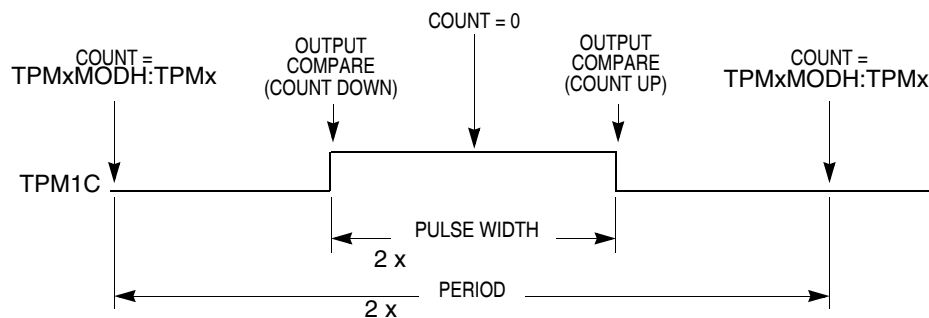 COUNT = 0
COUNT =
TPMxMODH:TPMx
OUTPUT
COMPARE
(COUNT DOWN)
OUTPUT
COMPARE
(COUNT UP)
COUNT =
TPMxMODH:TPMx
TPM1C
PULSE WIDTH
2 x
PERIOD
2 x